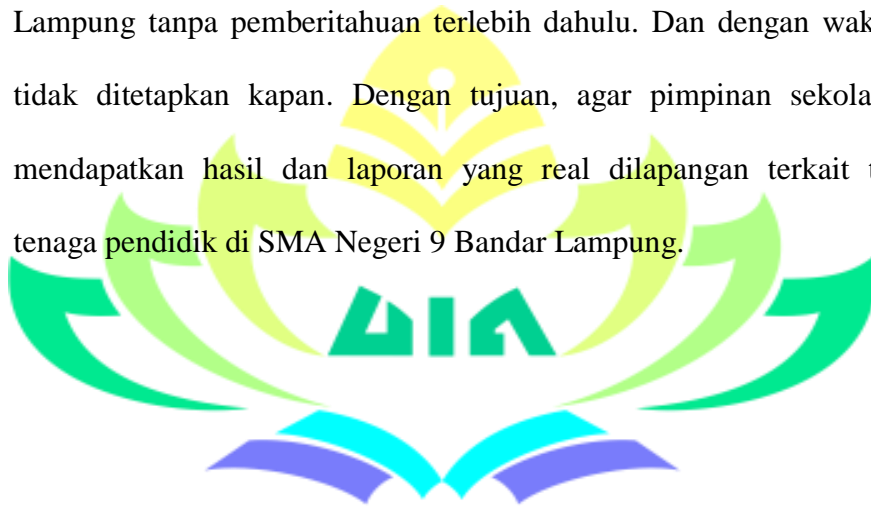 Lampung tanpa pemberitahuan terlebih dahulu. Dan dengan wak
tidak ditetapkan kapan. Dengan tujuan, agar pimpinan sekola
mendapatkan hasil dan laporan yang real dilapangan terkait t
tenaga pendidik di SMA Negeri 9 Bandar Lampung.
UIN